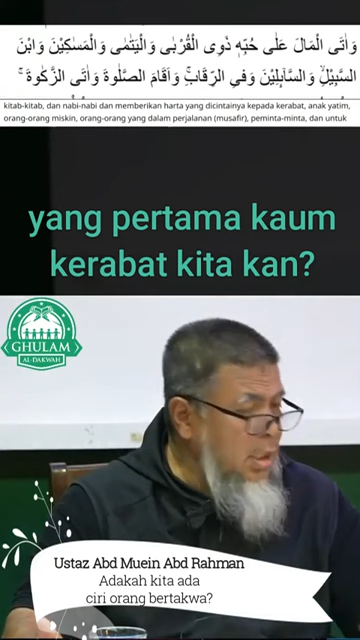 وَاٰتَى الْمَالَ عَلٰى حُبِّهٖ ذَوِى الْقُرْبٰى وَالْيَتٰمٰى وَالْمَسٰكِيْنَ وَابْنَ
السَّبِيْلِۙ وَالسَّاۤىِٕلِيْنَ وَفِى الرِّقَابِۚ وَاَقَامَ الصَّلٰوةَ وَاٰتَى الزَّكٰوةَ ۚ
kitab-kitab, dan nabi-nabi dan memberikan harta yang dicintainya kepada kerabat, anak yatim,
orang-orang miskin, orang-orang yang dalam perjalanan (musafir), peminta-minta, dan untuk
yang pertama kaum
kerabat kita kan?
GHULAM
AL-DAKWAH
Ustaz Abd Muein Abd Rahman
Adakah kita ada
ciri orang bertakwa?